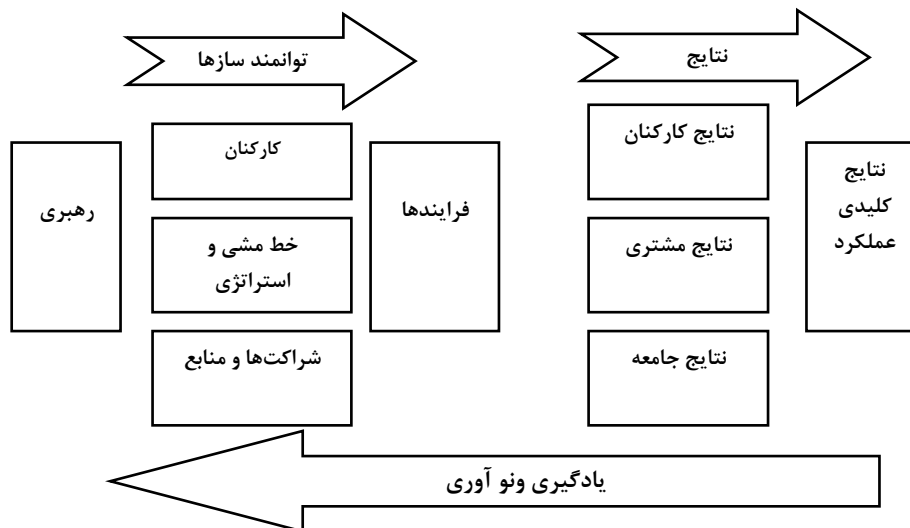 توانمند سازها
نتایج
رهبری
کارکنان
خط مشی و
استراتژی
شراکت‌ها و منابع
فرایندها
نتایج کارکنان
نتایج مشتری
نتایج جامعه
نتایج
کلیدی
عملکرد
یادگیری ونو آوری